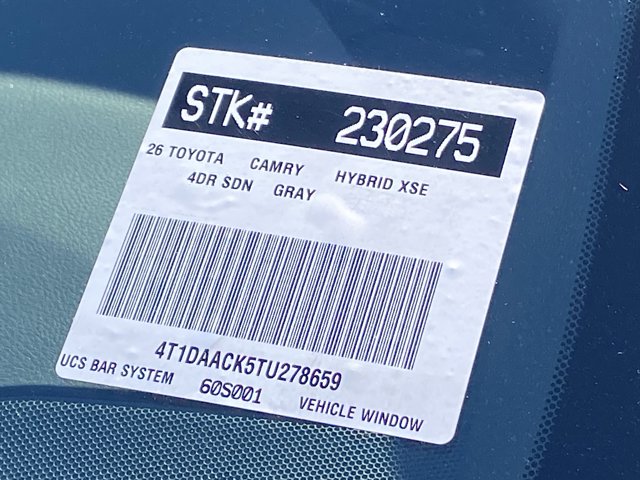 STK# 230275
26 TOYOTA CAMRY HYBRID XSE
4DR SDN GRAY
4T1DAACK5TU278659
UCS BAR SYSTEM 60S001 VEHICLE WINDOW